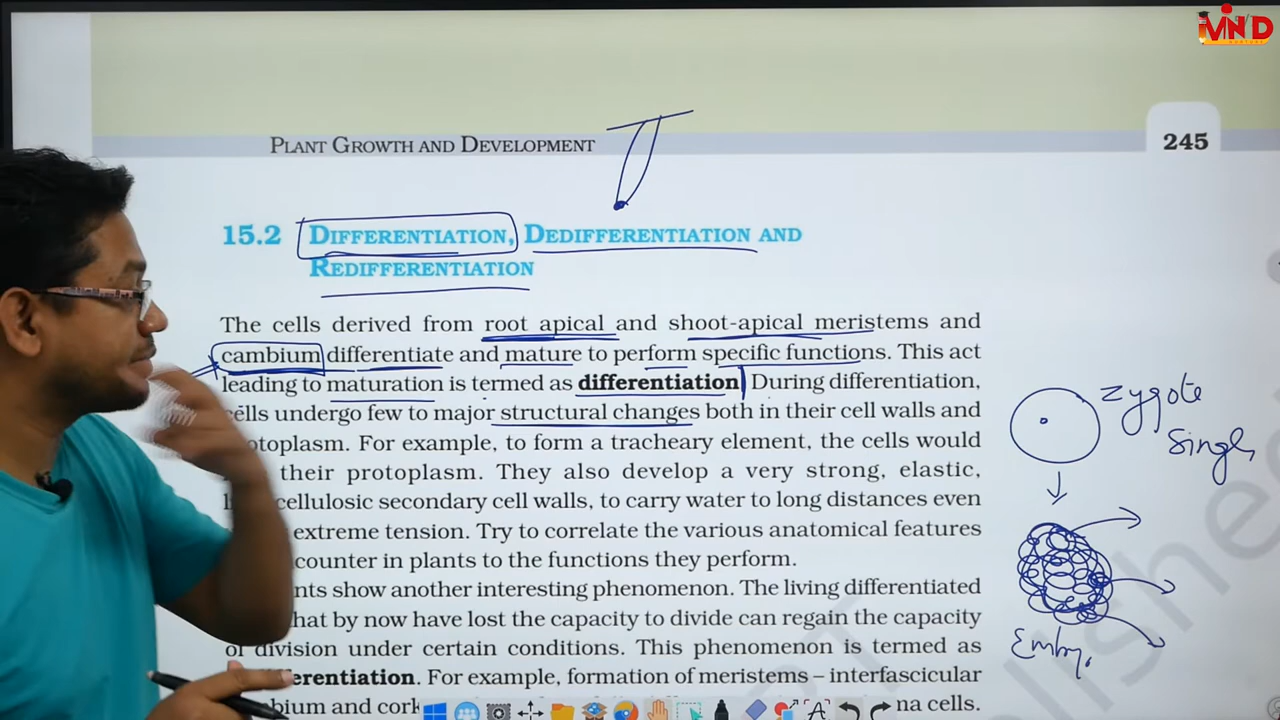 MIND
PLANT GROWTH AND DEVELOPMENT
245
15.2 DIFFERENTIATION, DEDIFFERENTIATION AND
REDIFFERENTIATION
The cells derived from root apical and shoot-apical meristems and
cambium differentiate and mature to perform specific functions. This act
leading to maturation is termed as differentiation. During differentiation,
cells undergo few to major structural changes both in their cell walls and
otoplasm. For example, to form a tracheary element, the cells would
their protoplasm. They also develop a very strong, elastic,
cellulosic secondary cell walls, to carry water to long distances even
extreme tension. Try to correlate the various anatomical features
counter in plants to the functions they perform.
nts show another interesting phenomenon. The living differentiated
hat by now have lost the capacity to divide can regain the capacity
of division under certain conditions. This phenomenon is termed as
erentiation. For example, formation of meristems – interfascicular
bium and cork
na cells.
Zygote
Single
Embry.